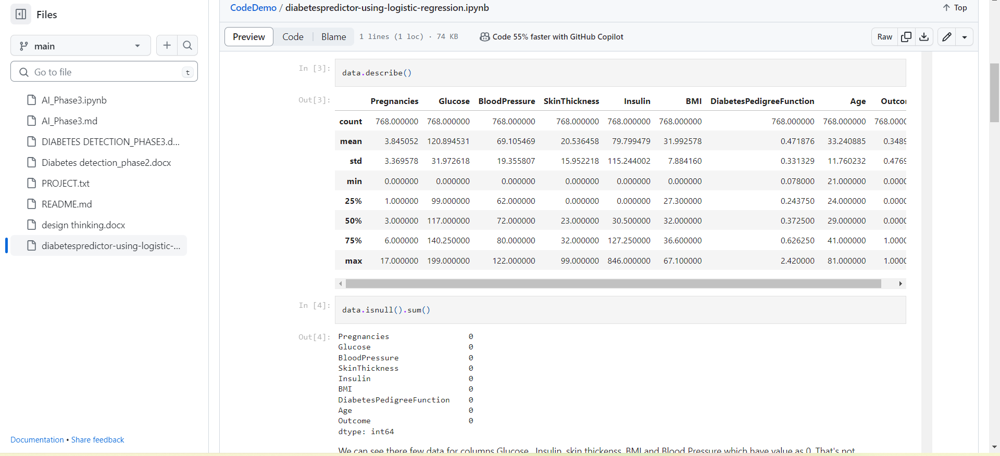 Files
main
Go to file
t
AI_Phase3.ipynb
AI_Phase3.md
DIABETES DETECTION_PHASE3.d...
Diabetes detection_phase2.docx
PROJECT.txt
README.md
design thinking.docx
diabetespredictor-using-logistic-...
Documentation • Share feedback
CodeDemo / diabetespredictor-using-logistic-regression.ipynb
Top
Preview Code Blame 1 lines (1 loc) · 74 KB Code 55% faster with GitHub Copilot Raw
In [3]: data.describe()
Out[3]: Pregnancies Glucose BloodPressure SkinThickness Insulin BMI DiabetesPedigreeFunction Age Outcor
count 768.000000 768.000000 768.000000 768.000000 768.000000 768.000000 768.000000 768.000000 768.000
mean 3.845052 120.894531 69.105469 20.536458 79.799479 31.992578 0.471876 33.240885 0.3489
std 3.369578 31.972618 19.355807 15.952218 115.244002 7.884160 0.331329 11.760232 0.4769
min 0.000000 0.000000 0.000000 0.000000 0.000000 0.000000 0.078000 21.000000 0.0000
25% 1.000000 99.000000 62.000000 0.000000 0.000000 27.300000 0.243750 24.000000 0.0000
50% 3.000000 117.000000 72.000000 23.000000 30.500000 32.000000 0.372500 29.000000 0.0000
75% 6.000000 140.250000 80.000000 32.000000 127.250000 36.600000 0.626250 41.000000 1.0000
max 17.000000 199.000000 122.000000 99.000000 846.000000 67.100000 2.420000 81.000000 1.0000
In [4]: data.isnull().sum()
Out[4]: Pregnancies 0
Glucose 0
BloodPressure 0
SkinThickness 0
Insulin 0
BMI 0
DiabetesPedigreeFunction 0
Age 0
Outcome 0
dtype: int64
We can see there few data for columns Glucose , Insulin, skin thickenss, BMI and Blood Pressure which have value as 0. That's not